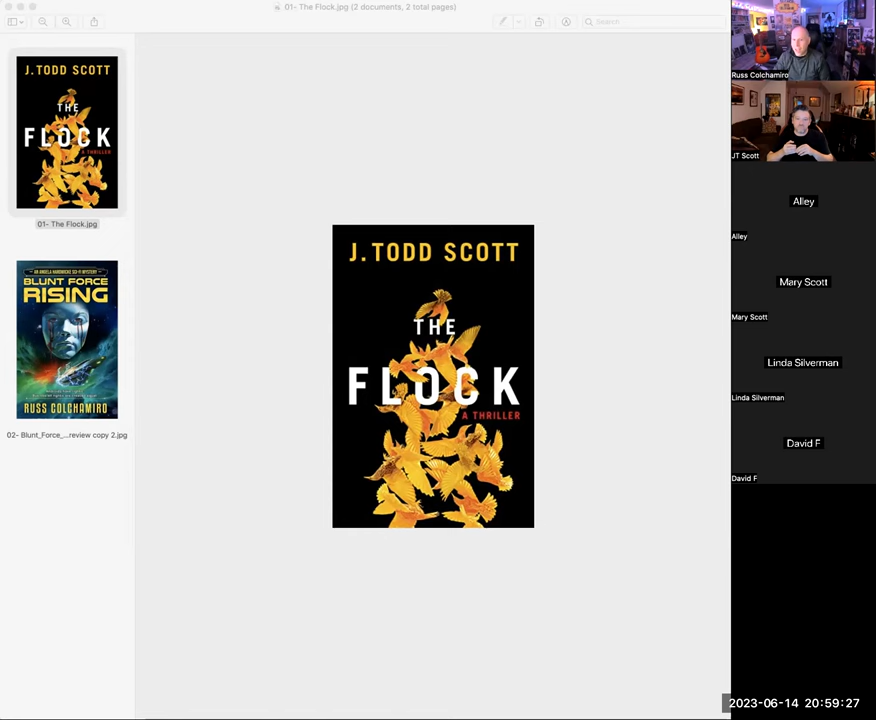 01- The Flock.jpg (2 documents, 2 total pages)
Search
J.TODD SCOTT
THE
FLOCK
A THRILLER
01- The Flock.jpg
AN ANGELA HARDWICKE SCI-FI MYSTERY
BLUNT FORCE
RISING
RUSS COLCHAMIRO
02- Blunt_Force_...review copy 2.jpg
J.TODD SCOTT
THE
FLOCK
A THRILLER
Russ Colchamiro
JT Scott
Alley
Alley
Mary Scott
Mary Scott
Linda Silverman
Linda Silverman
David F
David F
2023-06-14 20:59:27